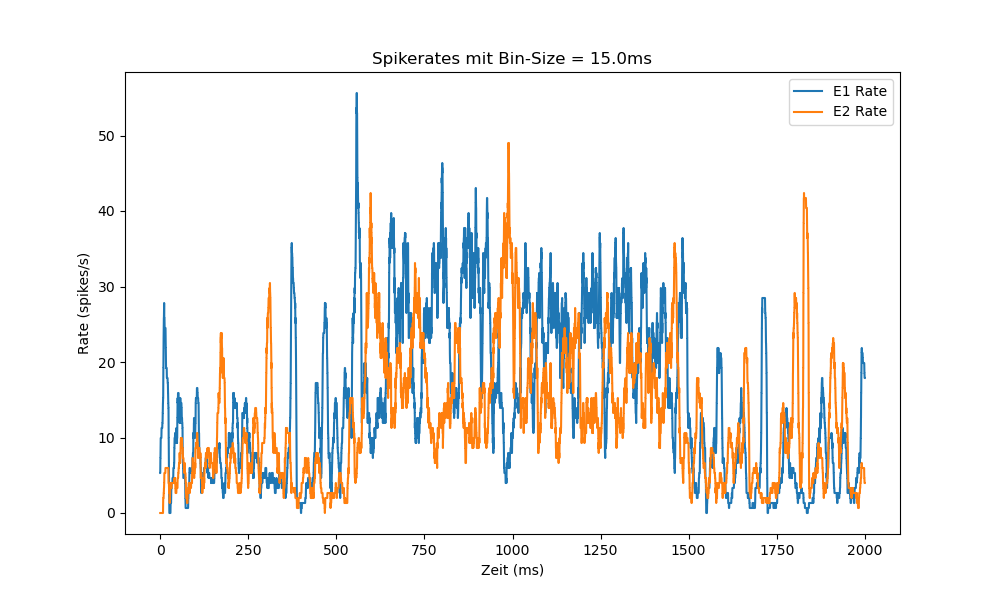 Spikerates mit Bin-Size = 15.0ms
E1 Rate
E2 Rate
50
40
30
20
10
0
Rate (spikes/s)
0 250 500 750 1000 1250 1500 1750 2000
Zeit (ms)